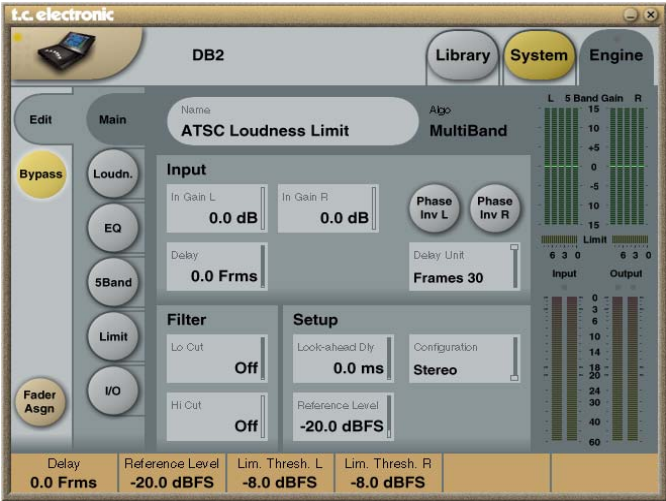 t.c. electronic
DB2
Library
System
Engine
Edit
Main
Name
ATSC Loudness Limit
Algo
MultiBand
L 5 Band Gain R
15
10
+5
0
-5
10
15
Limit
6 3 0
6 3 0
Bypass
Loudn.
EQ
5Band
Limit
I/O
Fader
Asgn
Input
In Gain L
0.0 dB
In Gain R
0.0 dB
Phase
Inv L
Phase
Inv R
Delay
0.0 Frms
Delay Unit
Frames 30
Filter
Lo Cut
Off
Hi Cut
Off
Setup
Look-ahead Dly
0.0 ms
Configuration
Stereo
Reference Level
-20.0 dBFS
Input
Output
0
3
6
10
14
18
20
24
30
40
60
Delay
0.0 Frms
Reference Level
-20.0 dBFS
Lim. Thresh. L
-8.0 dBFS
Lim. Thresh. R
-8.0 dBFS